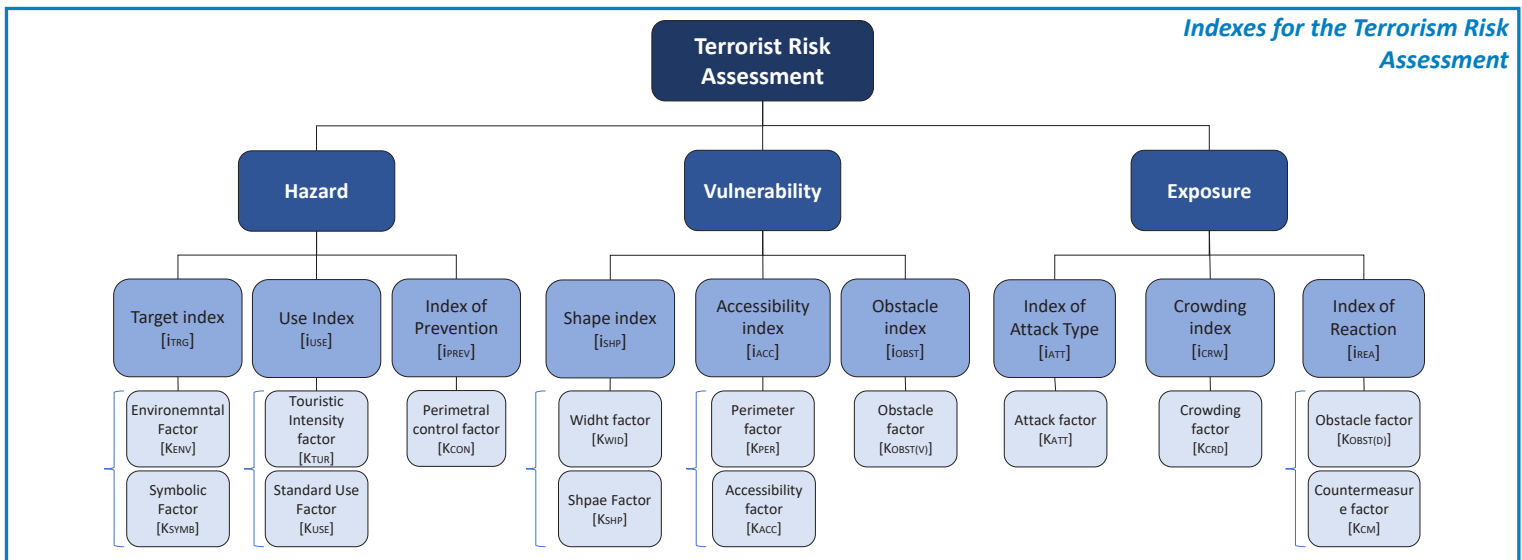 Indexes for the Terrorism Risk
Assessment
Terrorist Risk
Assessment
Hazard
Vulnerability
Exposure
Target index
[iTRG]
Use Index
[iUSE]
Index of
Prevention
[iPREV]
Shape index
[iSHP]
Accessibility
index
[iACC]
Obstacle
index
[iOBST]
Index of
Attack Type
[iATT]
Crowding
index
[iCRW]
Index of
Reaction
[iREA]
Environemntal
Factor
[KENV]
Touristic
Intensity
factor
[KTUR]
Perimetral
control factor
[KCON]
Widht factor
[KWID]
Perimeter
factor
[KPER]
Obstacle
factor
[KOBST(V)]
Attack factor
[KATT]
Crowding
factor
[KCRD]
Obstacle factor
[KOBST(D)]
Symbolic
Factor
[KSYMB]
Standard Use
Factor
[KUSE]
Shpae Factor
[KSHP]
Accessibility
factor
[KACC]
Countermeasur
e factor
[KCM]